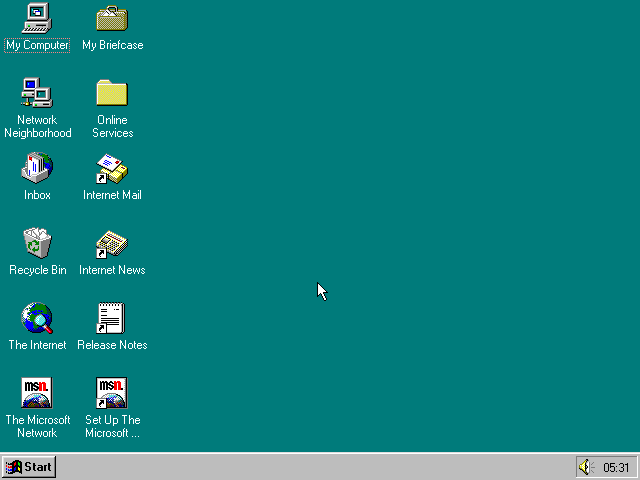 My Computer
My Briefcase
Network
Neighborhood
Online
Services
Inbox
Internet Mail
Recycle Bin
Internet News
The Internet
Release Notes
msn.
The Microsoft
Network
msn.
Set Up The
Microsoft ...
Start
05:31